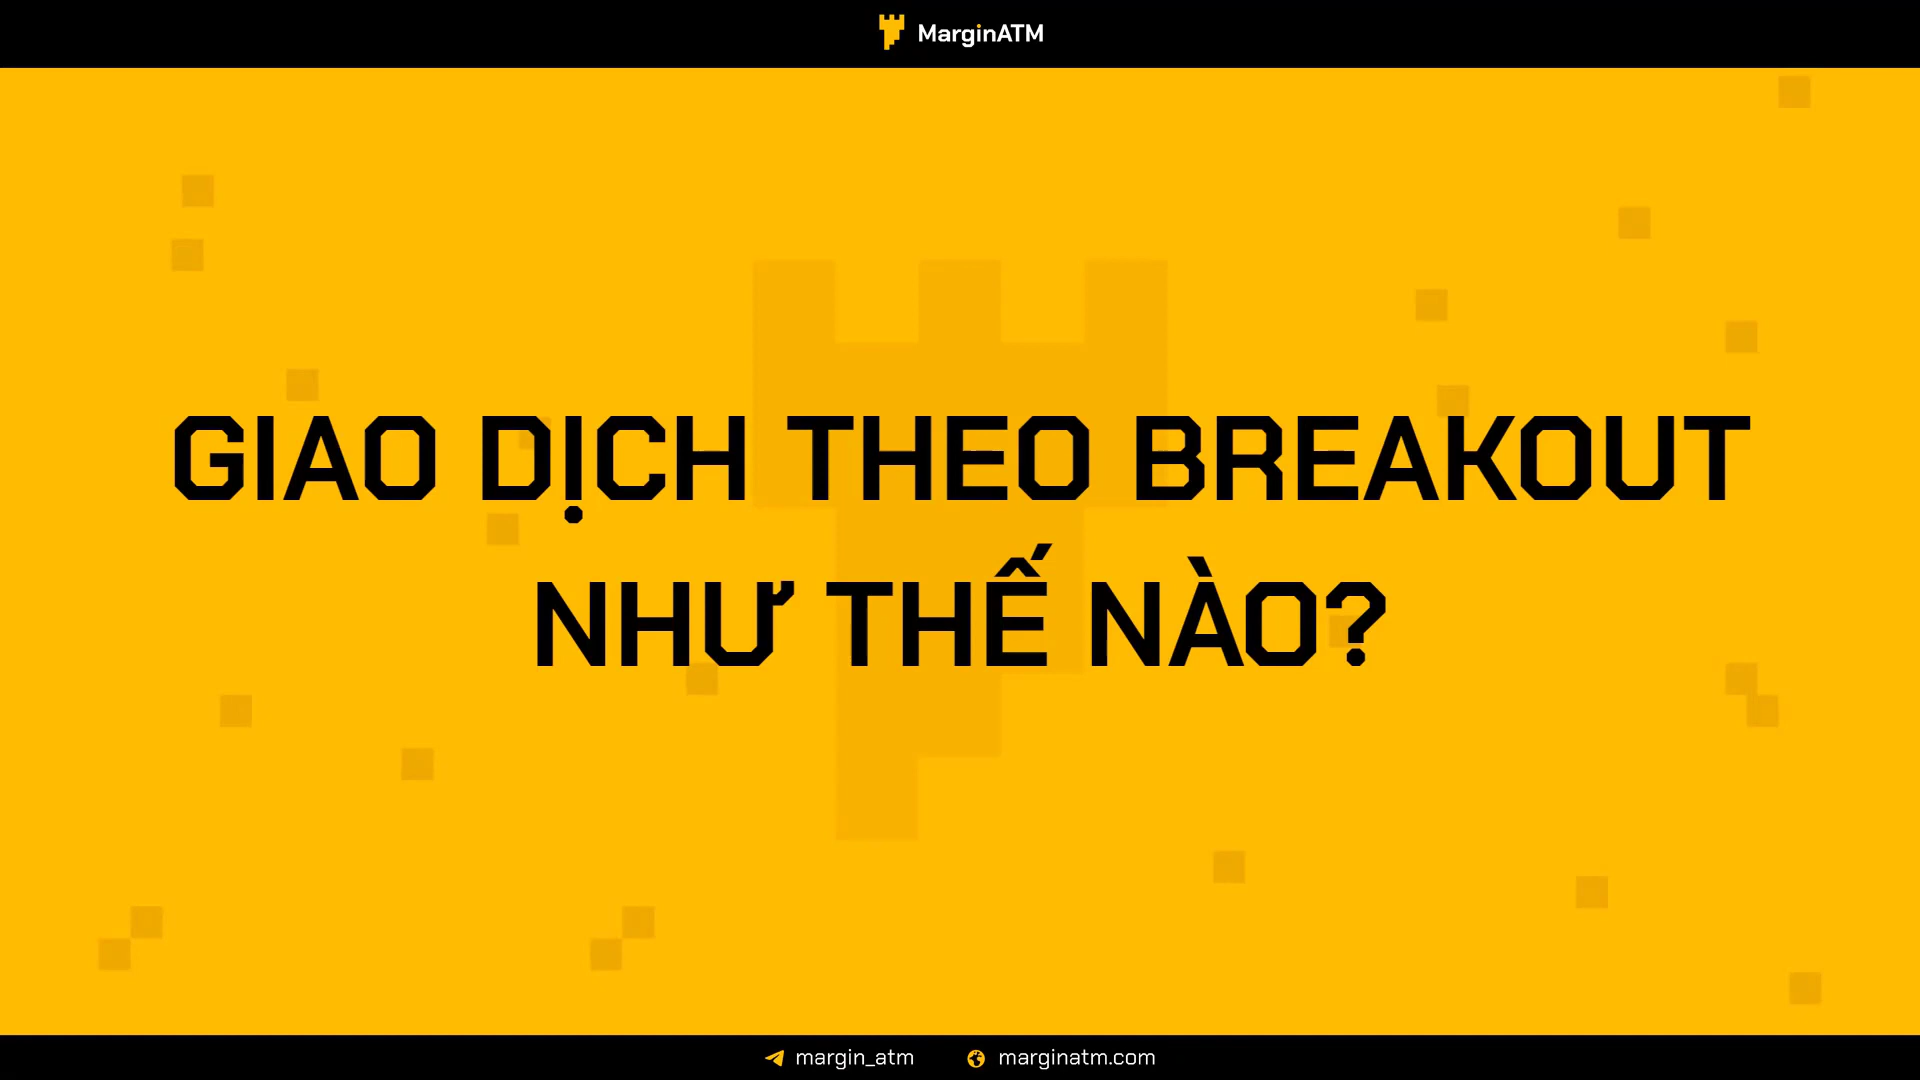 MarginATM
GIAO DỊCH THEO BREAKOUT
NHƯ THẾ NÀO?
margin_atm
marginatm.com